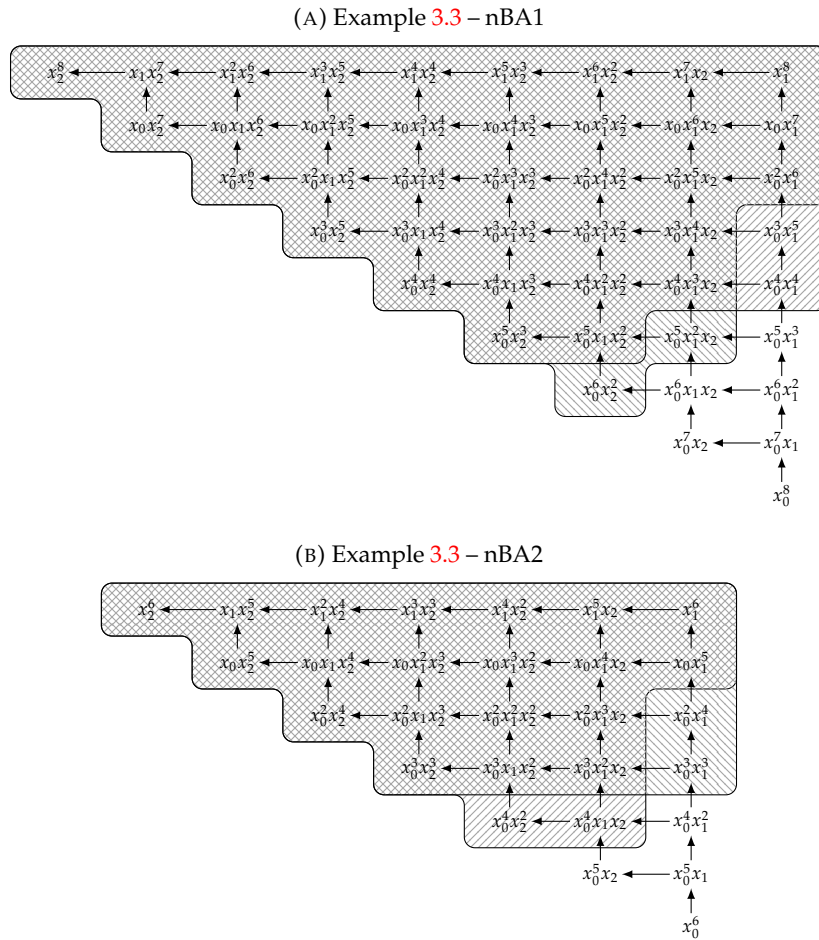 (A) Example 3.3 – nBA1
x_2^8 x_1x_2^7 x_1^2x_2^6 x_1^3x_2^5 x_1^4x_2^4 x_1^5x_2^3 x_1^6x_2^2 x_1^7x_2 x_1^8
x_0x_2^7 x_0x_1x_2^6 x_0x_1^2x_2^5 x_0x_1^3x_2^4 x_0x_1^4x_2^3 x_0x_1^5x_2^2 x_0x_1^6x_2 x_0x_1^7
x_0^2x_2^6 x_0^2x_1x_2^5 x_0^2x_1^2x_2^4 x_0^2x_1^3x_2^3 x_0^2x_1^4x_2^2 x_0^2x_1^5x_2 x_0^2x_1^6
x_0^3x_2^5 x_0^3x_1x_2^4 x_0^3x_1^2x_2^3 x_0^3x_1^3x_2^2 x_0^3x_1^4x_2 x_0^3x_1^5
x_0^4x_2^4 x_0^4x_1x_2^3 x_0^4x_1^2x_2^2 x_0^4x_1^3x_2 x_0^4x_1^4
x_0^5x_2^3 x_0^5x_1x_2^2 x_0^5x_1^2x_2 x_0^5x_1^3
x_0^6x_2^2 x_0^6x_1x_2 x_0^6x_1^2
x_0^7x_2 x_0^7x_1
x_0^8
(B) Example 3.3 – nBA2
x_2^6 x_1x_2^5 x_1^2x_2^4 x_1^3x_2^3 x_1^4x_2^2 x_1^5x_2 x_1^6
x_0x_2^5 x_0x_1x_2^4 x_0x_1^2x_2^3 x_0x_1^3x_2^2 x_0x_1^4x_2 x_0x_1^5
x_0^2x_2^4 x_0^2x_1x_2^3 x_0^2x_1^2x_2^2 x_0^2x_1^3x_2 x_0^2x_1^4
x_0^3x_2^3 x_0^3x_1x_2^2 x_0^3x_1^2x_2 x_0^3x_1^3
x_0^4x_2^2 x_0^4x_1x_2 x_0^4x_1^2
x_0^5x_2 x_0^5x_1
x_0^6